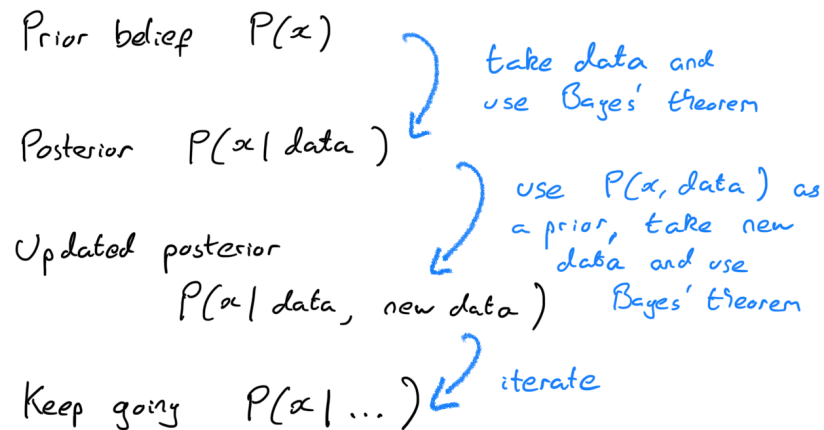 Prior belief P(x)
take data and
use Bayes' theorem
Posterior P(x| data )
use P(x, data ) as
a prior, take new
data and use
Bayes' theorem
Updated posterior
P(x| data, new data )
iterate
Keep going P(x| ...)